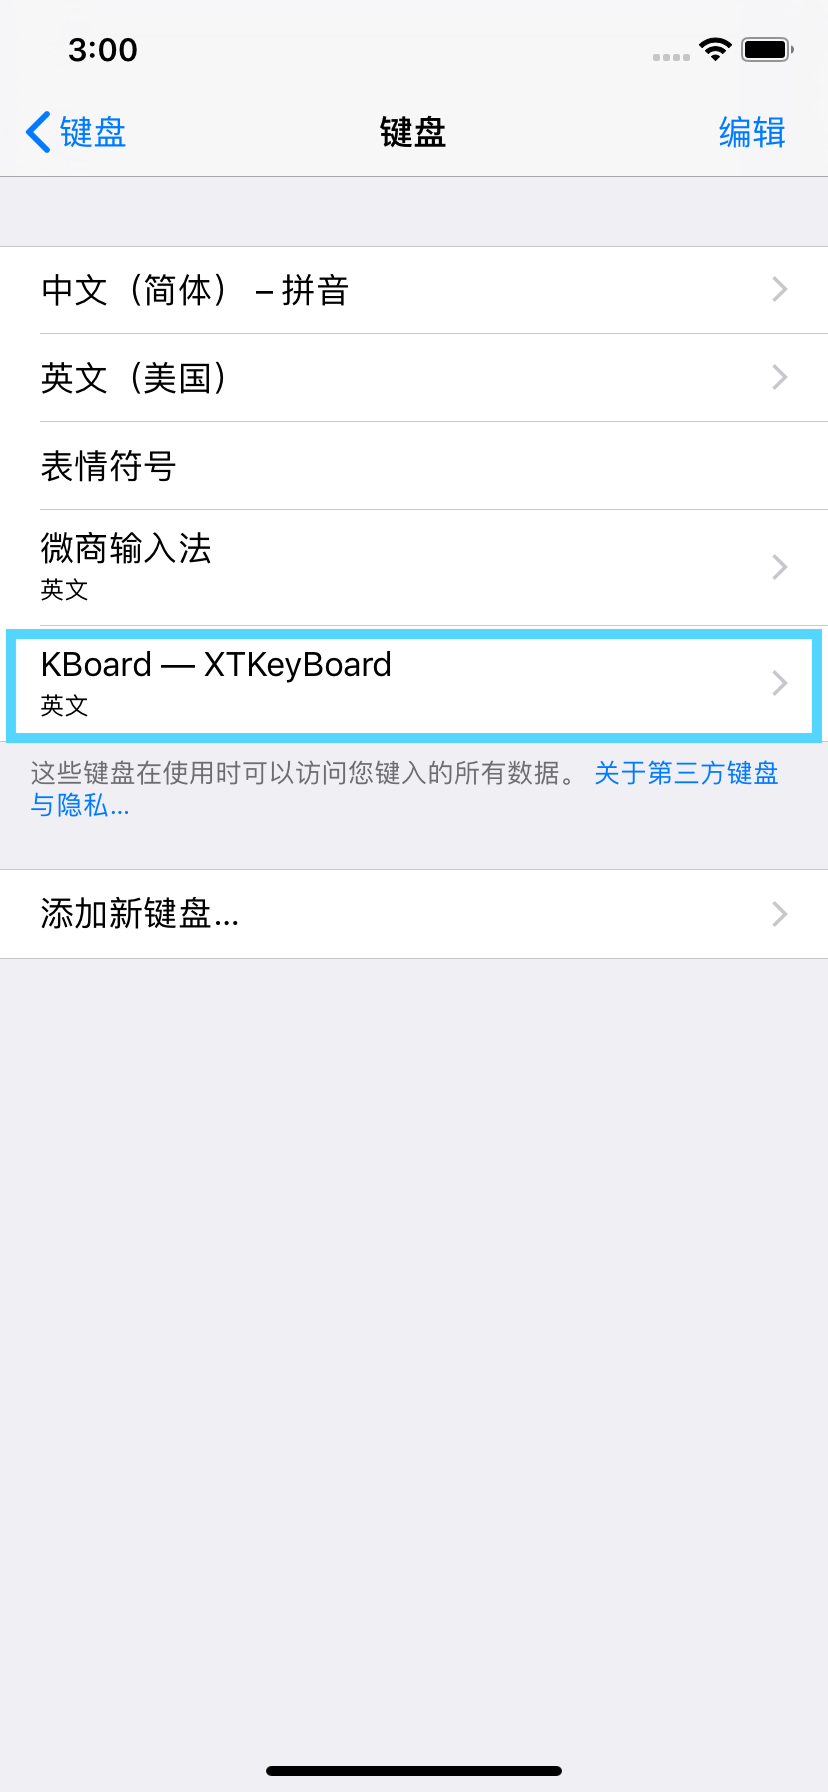 3:00
键盘
键盘
编辑
中文（简体） – 拼音
英文（美国）
表情符号
微商输入法
英文
KBoard — XTKeyBoard
英文
这些键盘在使用时可以访问您键入的所有数据。 关于第三方键盘
与隐私...
添加新键盘...